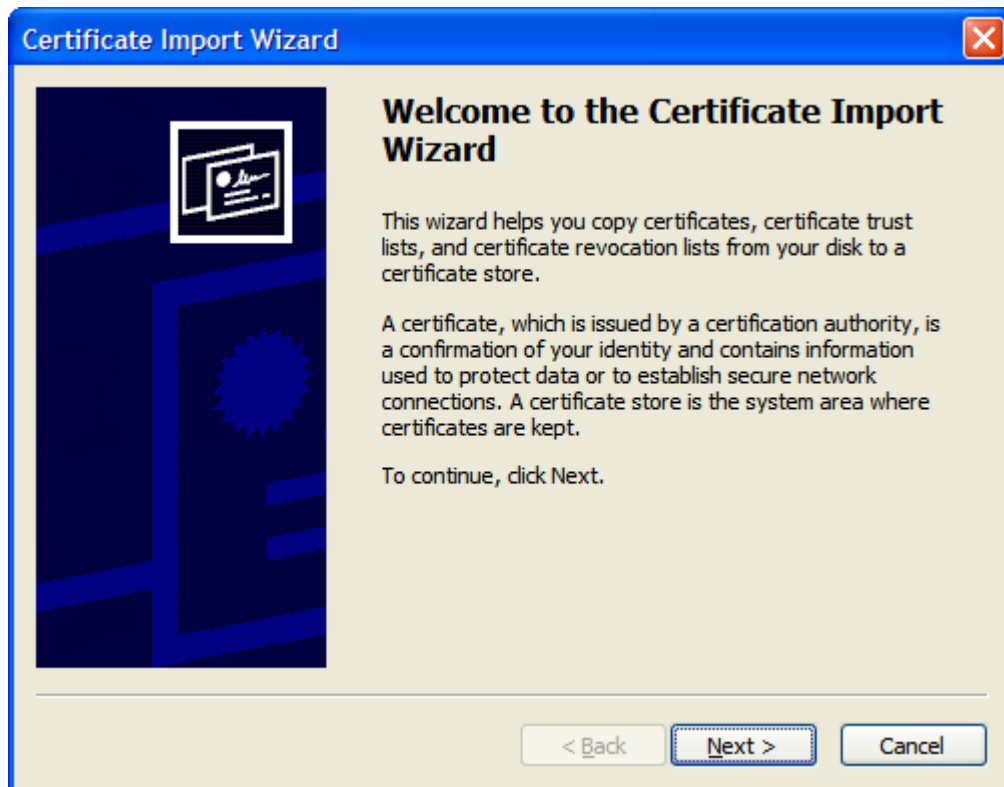 Certificate Import Wizard
Welcome to the Certificate Import
Wizard
This wizard helps you copy certificates, certificate trust
lists, and certificate revocation lists from your disk to a
certificate store.
A certificate, which is issued by a certification authority, is
a confirmation of your identity and contains information
used to protect data or to establish secure network
connections. A certificate store is the system area where
certificates are kept.
To continue, click Next.
< Back
Next >
Cancel